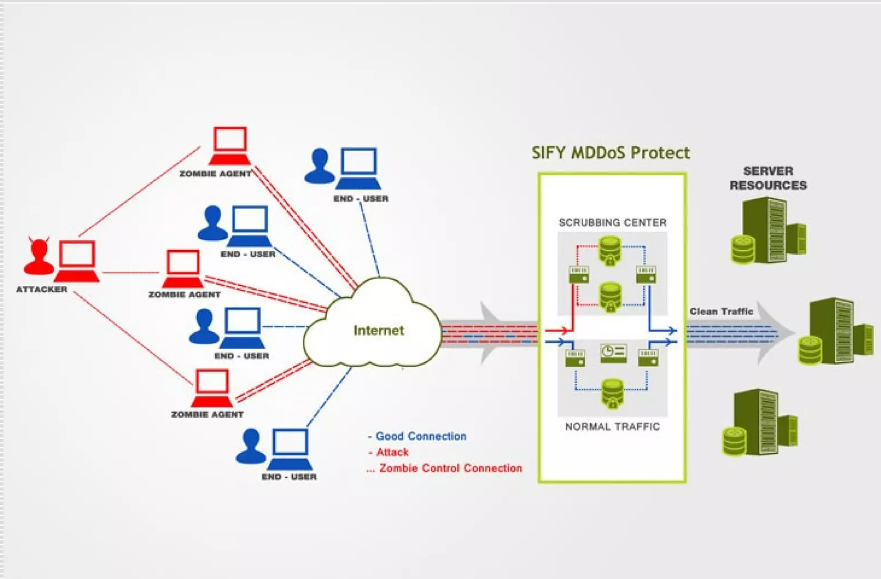 SIFY MDDoS Protect
ZOMBIE AGENT
END - USER
SERVER
RESOURCES
SCRUBBING CENTER
END - USER
ATTACKER
ZOMBIE AGENT
Internet
Clean Traffic
END - USER
ZOMBIE AGENT
NORMAL TRAFFIC
- Good Connection
- Attack
... Zombie Control Connection
END - USER